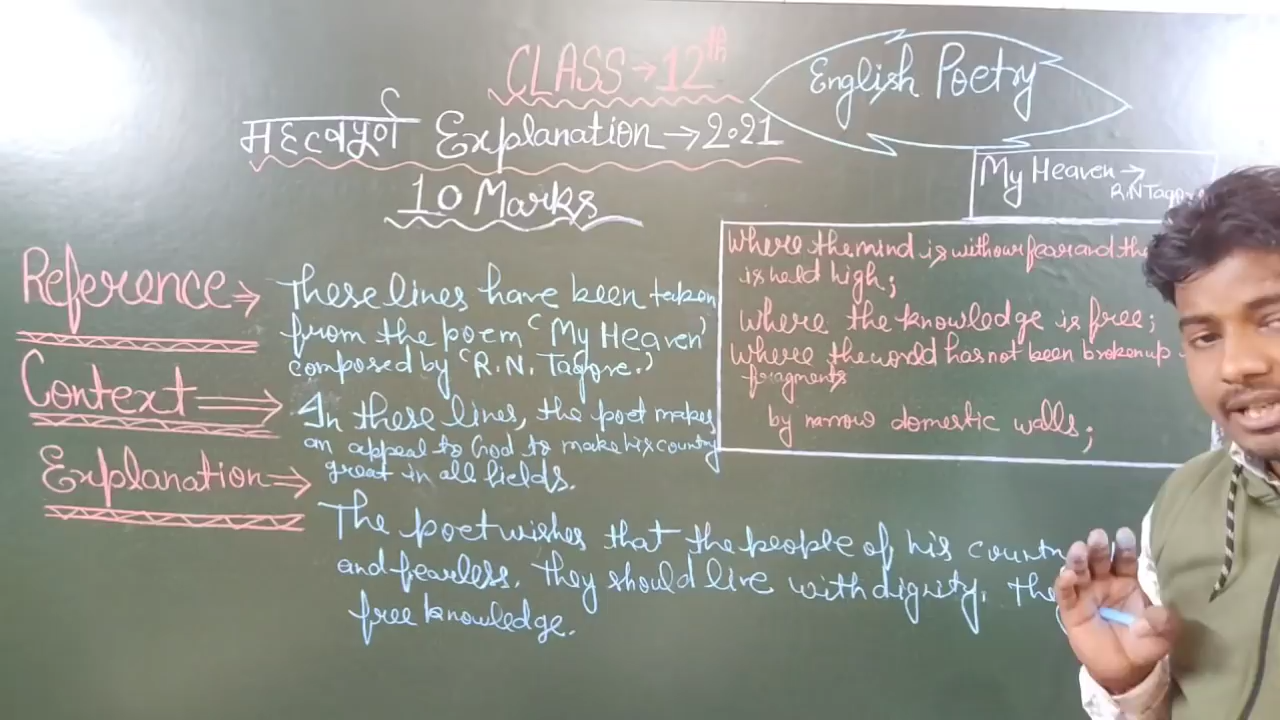 CLASS → 12th
English Poetry
महत्वपूर्ण Explanation → 2021
10 Marks
My Heaven →
R.N Tagore
Where the mind is without fear and the
is held high;
Where the knowledge is free;
Where the world has not been broken up
fragments
by narrow domestic walls;
Reference ⇒
These lines have been taken
from the poem 'My Heaven'
composed by 'R.N. Tagore.'
Context ⇒
In these lines, the poet makes
an appeal to God to make his country
great in all fields.
Explanation ⇒
The poet wishes that the people of his countr
and fearless. They should live with dignity. The
free knowledge.